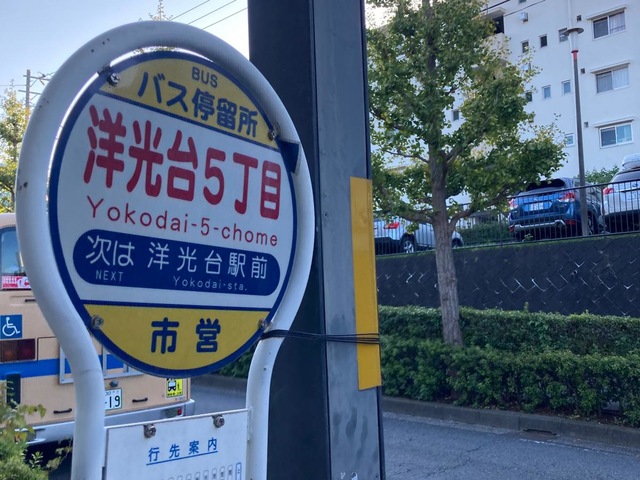 BUS
バス停留所
洋光台5丁目
Yokodai-5-chome
次は 洋光台駅前
NEXT Yokodai-sta.
市営
行先案内
-19